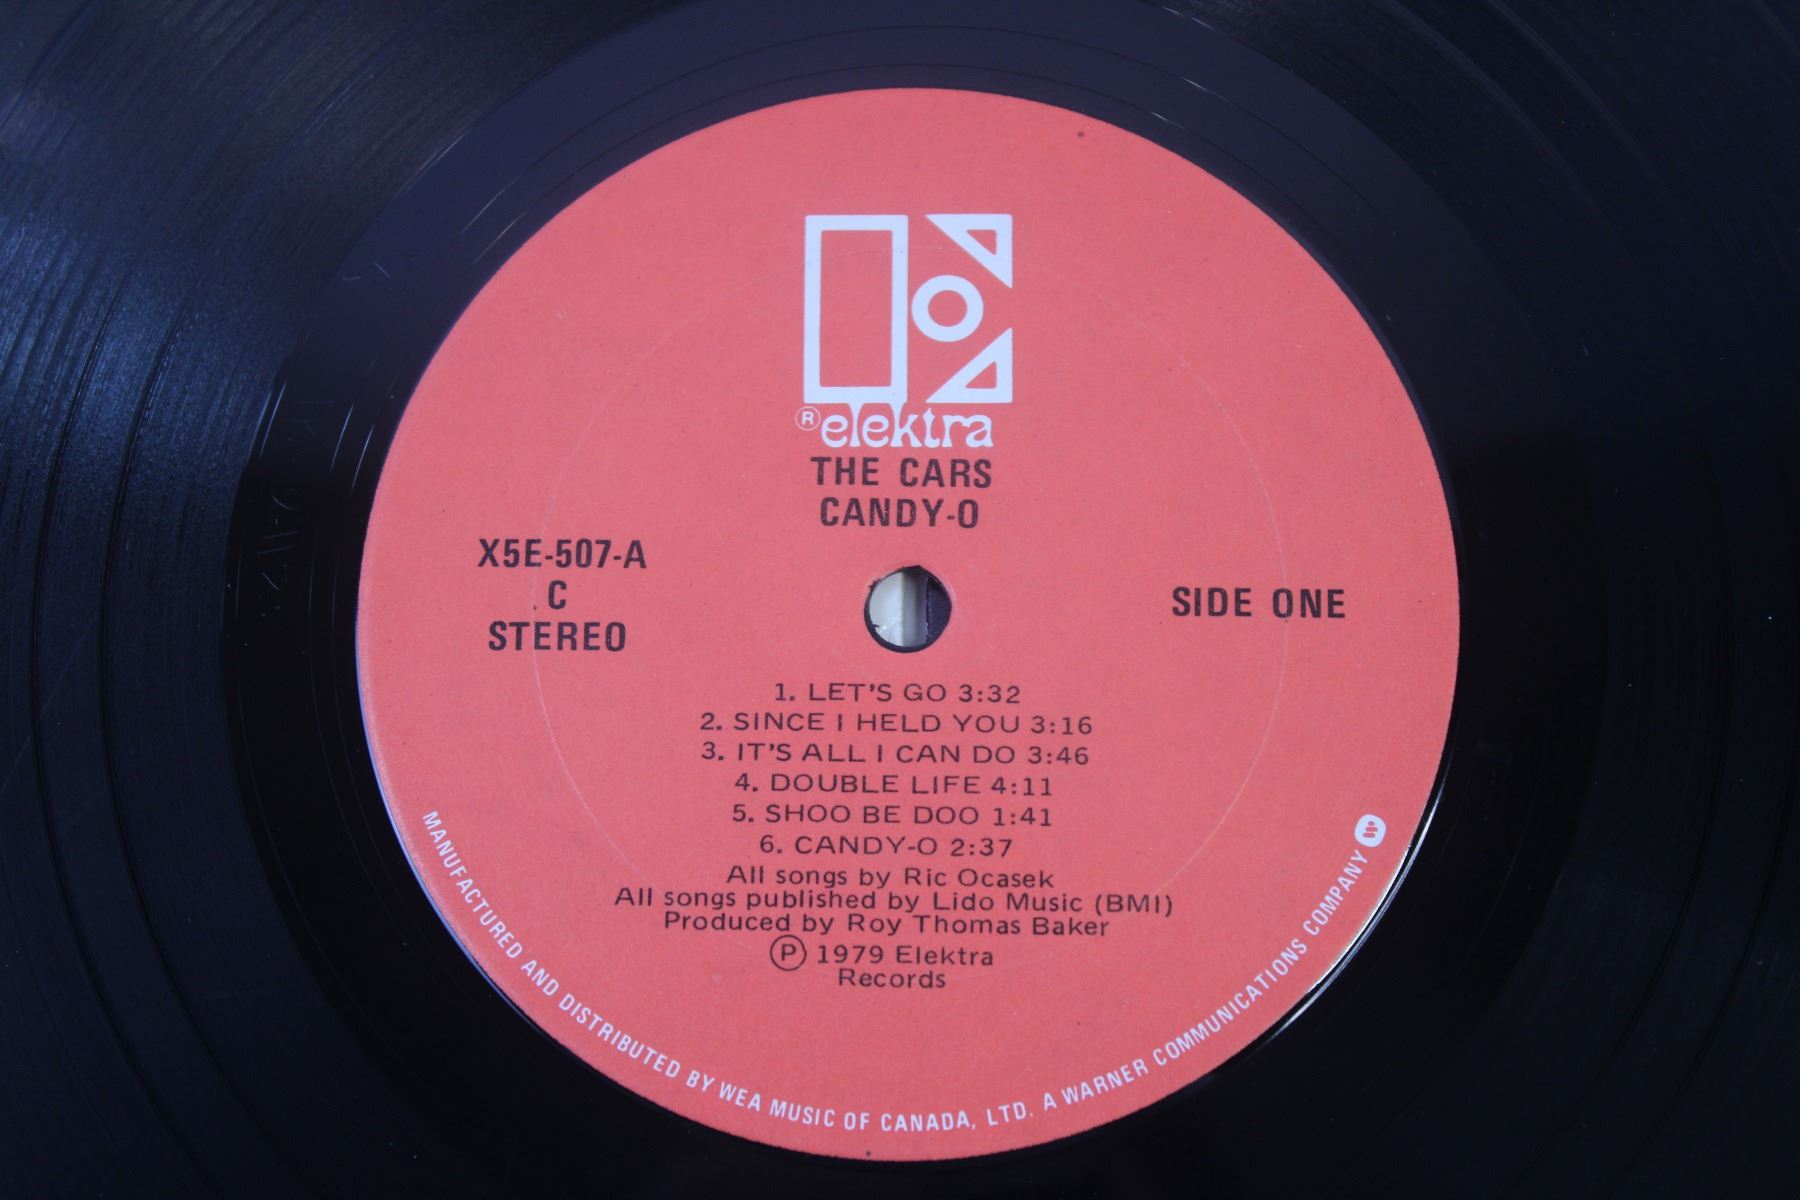 ® elektra
THE CARS
CANDY-O
X5E-507-A
C
STEREO
SIDE ONE
1. LET'S GO 3:32
2. SINCE I HELD YOU 3:16
3. IT'S ALL I CAN DO 3:46
4. DOUBLE LIFE 4:11
5. SHOO BE DOO 1:41
6. CANDY-O 2:37
All songs by Ric Ocasek
All songs published by Lido Music (BMI)
Produced by Roy Thomas Baker
Ⓟ 1979 Elektra
Records
MANUFACTURED AND DISTRIBUTED BY WEA MUSIC OF CANADA, LTD. A WARNER COMMUNICATIONS COMPANY